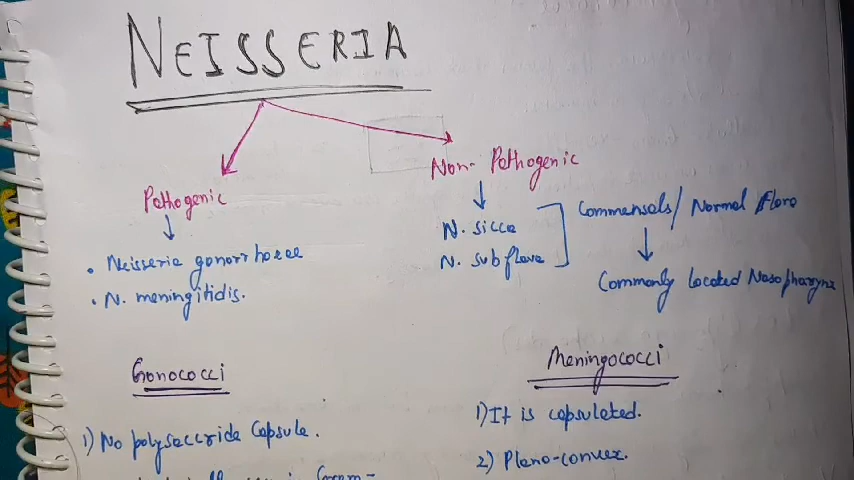 NEISSERIA
Pathogenic
Non-Pathogenic
• Neisseria gonorrhoeae
• N. meningitidis.
N. sicca
N. subflava
Commensals/Normal flora
Commonly located Nasopharynx
Gonococci
1) No polysaccride capsule.
Meningococci
1) It is capsulated.
2) Plano-convex.